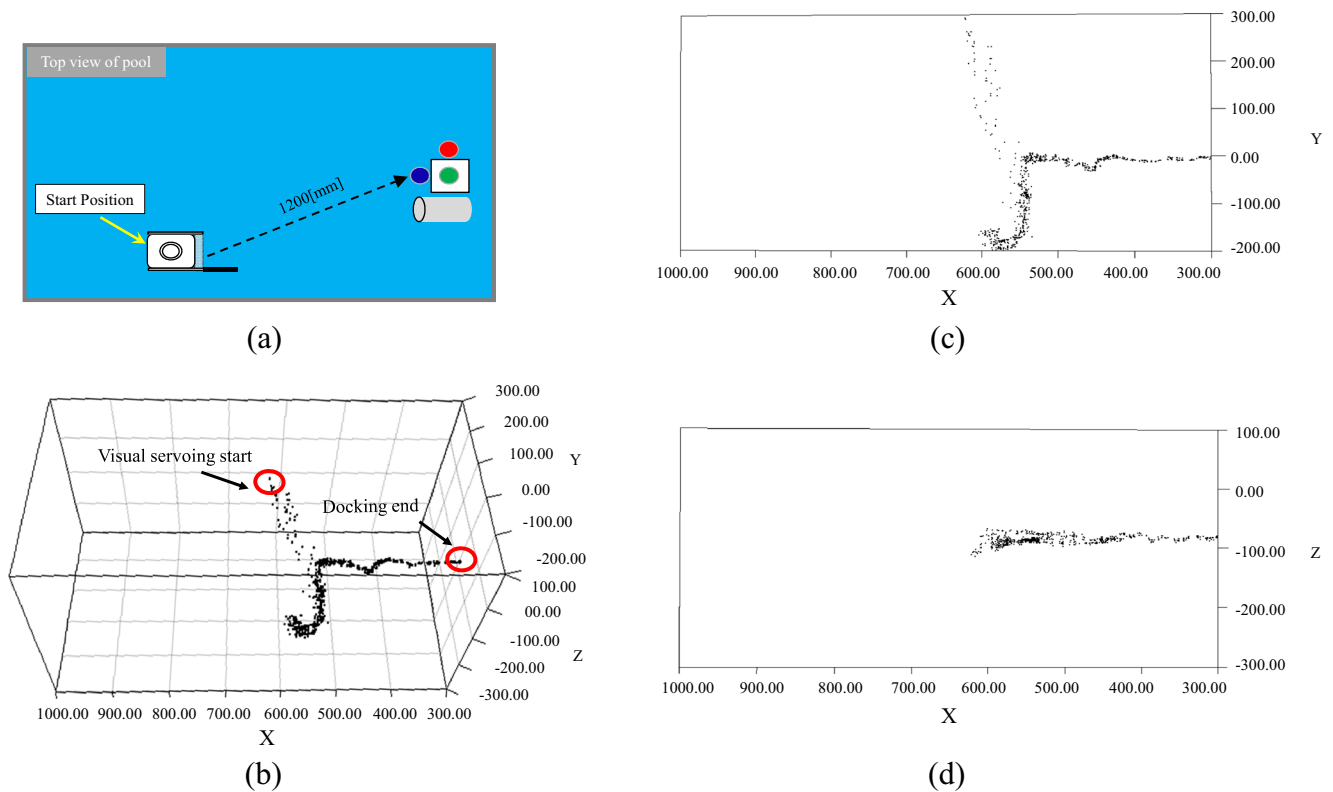 Top view of pool
Start Position
1200[mm]
(a)
300.00
200.00
100.00
Y
0.00
-100.00
-200.00
1000.00 900.00 800.00 700.00 600.00 500.00 400.00 300.00
X
(c)
300.00
200.00
100.00
Y
0.00
-100.00
-200.00
100.00
00.00
Z
-200.00
-300.00
Visual servoing start
Docking end
1000.00 900.00 800.00 700.00 600.00 500.00 400.00 300.00
X
(b)
100.00
0.00
-100.00
Z
-200.00
-300.00
1000.00 900.00 800.00 700.00 600.00 500.00 400.00 300.00
X
(d)